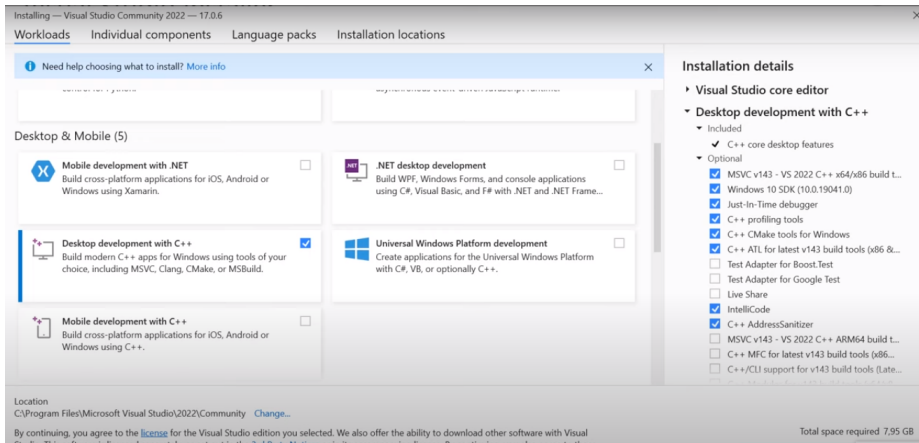 Installing — Visual Studio Community 2022 — 17.0.6
Workloads Individual components Language packs Installation locations
Need help choosing what to install? More info
Desktop & Mobile (5)
Mobile development with .NET
Build cross-platform applications for iOS, Android or
Windows using Xamarin.
.NET desktop development
Build WPF, Windows Forms, and console applications
using C#, Visual Basic, and F# with .NET and .NET Frame...
Desktop development with C++
Build modern C++ apps for Windows using tools of your
choice, including MSVC, Clang, CMake, or MSBuild.
Universal Windows Platform development
Create applications for the Universal Windows Platform
with C#, VB, or optionally C++.
Mobile development with C++
Build cross-platform applications for iOS, Android or
Windows using C++.
Installation details
Visual Studio core editor
Desktop development with C++
Included
C++ core desktop features
Optional
MSVC v143 - VS 2022 C++ x64/x86 build t...
Windows 10 SDK (10.0.19041.0)
Just-In-Time debugger
C++ profiling tools
C++ CMake tools for Windows
C++ ATL for latest v143 build tools (x86 &...
Test Adapter for Boost.Test
Test Adapter for Google Test
Live Share
IntelliCode
C++ AddressSanitizer
MSVC v143 - VS 2022 C++ ARM64 build t...
C++ MFC for latest v143 build tools (x86...
C++/CLI support for v143 build tools (Late...
Location
C:\Program Files\Microsoft Visual Studio\2022\Community Change...
By continuing, you agree to the license for the Visual Studio edition you selected. We also offer the ability to download other software with Visual
Total space required 7,95 GB